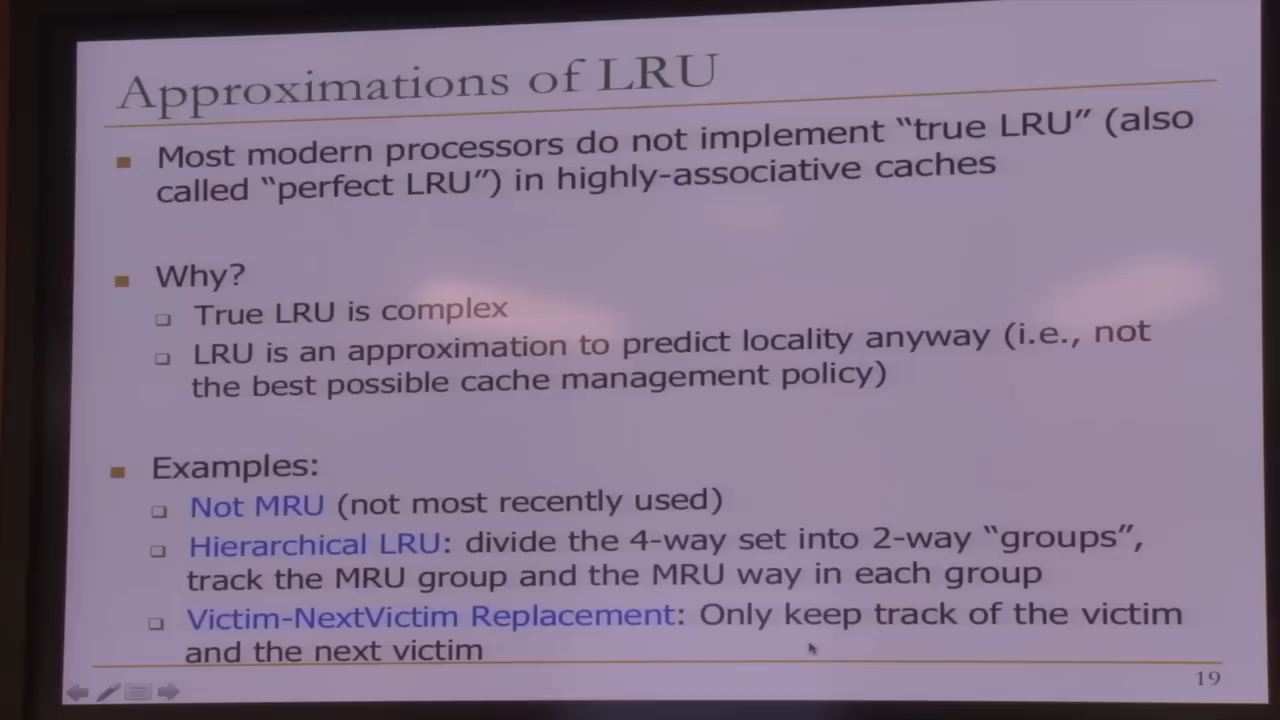 Approximations of LRU
Most modern processors do not implement “true LRU” (also
called “perfect LRU”) in highly-associative caches
Why?
True LRU is complex
LRU is an approximation to predict locality anyway (i.e., not
the best possible cache management policy)
Examples:
Not MRU (not most recently used)
Hierarchical LRU: divide the 4-way set into 2-way “groups”,
track the MRU group and the MRU way in each group
Victim-NextVictim Replacement: Only keep track of the victim
and the next victim
19